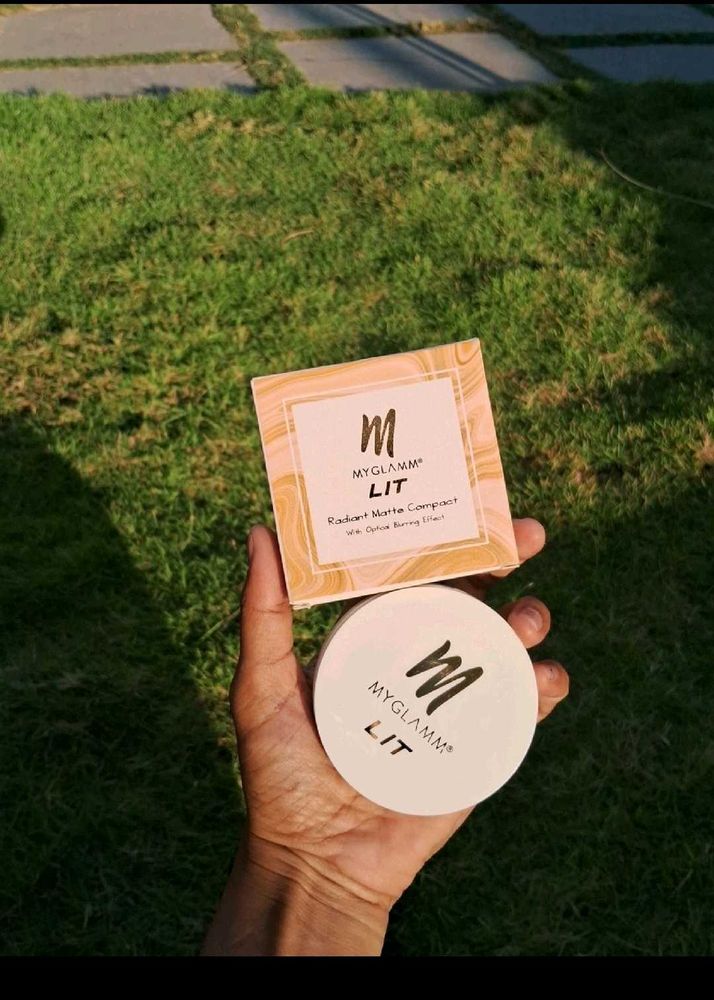 M
MYGLAMM®
LIT
Radiant Matte Compact
With Optical Blurring Effect
M
MYGLAMM®
LIT